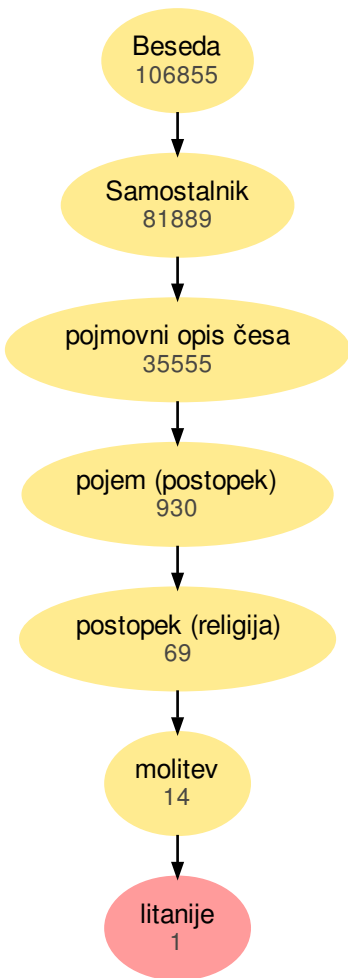 Beseda
106855
Samostalnik
81889
pojmovni opis česa
35555
pojem (postopek)
930
postopek (religija)
69
molitev
14
litanije
1